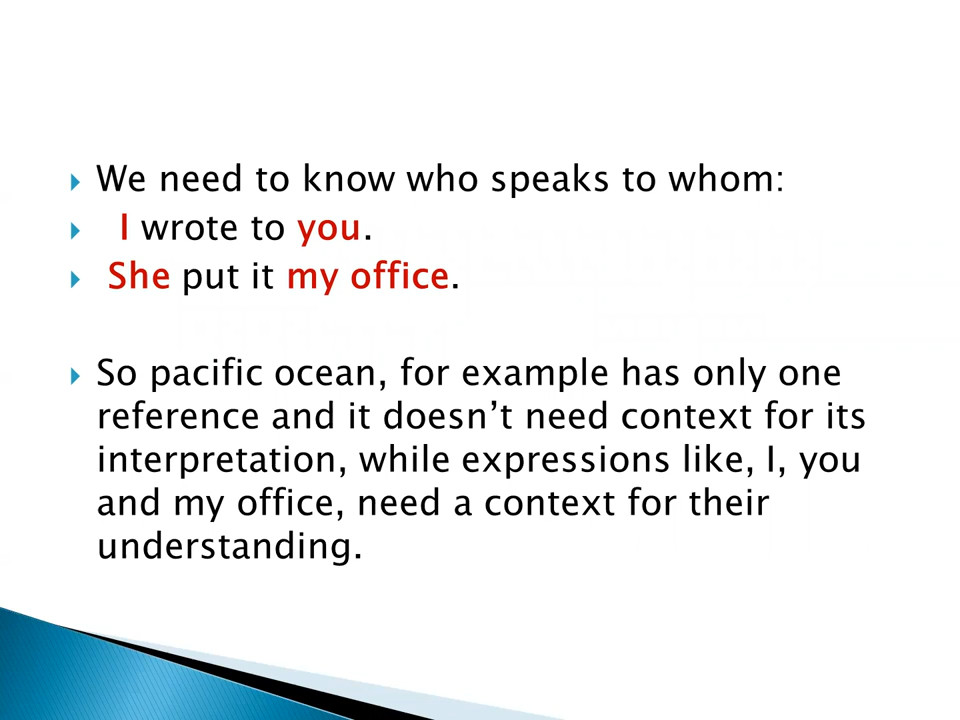 We need to know who speaks to whom:
I wrote to you.
She put it my office.
So pacific ocean, for example has only one
reference and it doesn’t need context for its
interpretation, while expressions like, I, you
and my office, need a context for their
understanding.